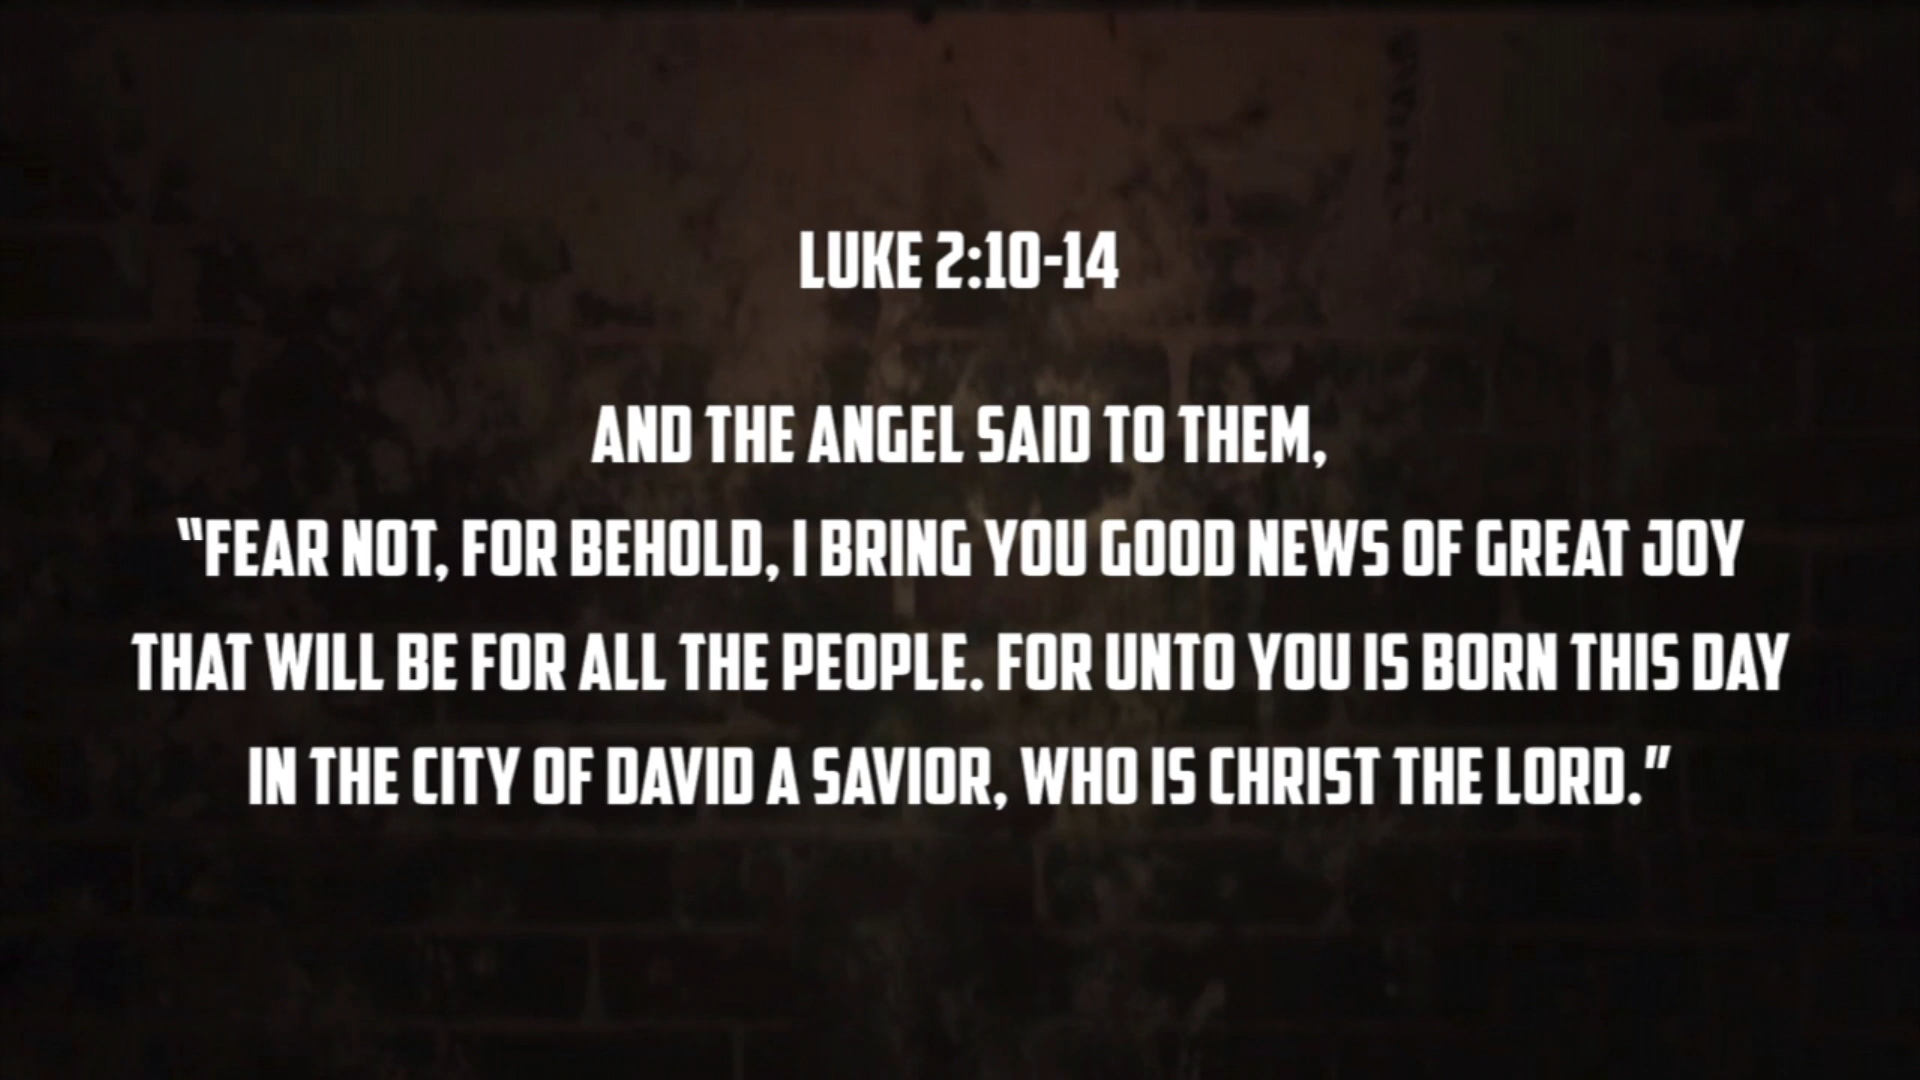 LUKE 2:10-14
AND THE ANGEL SAID TO THEM,
“FEAR NOT, FOR BEHOLD, I BRING YOU GOOD NEWS OF GREAT JOY
THAT WILL BE FOR ALL THE PEOPLE. FOR UNTO YOU IS BORN THIS DAY
IN THE CITY OF DAVID A SAVIOR, WHO IS CHRIST THE LORD.”